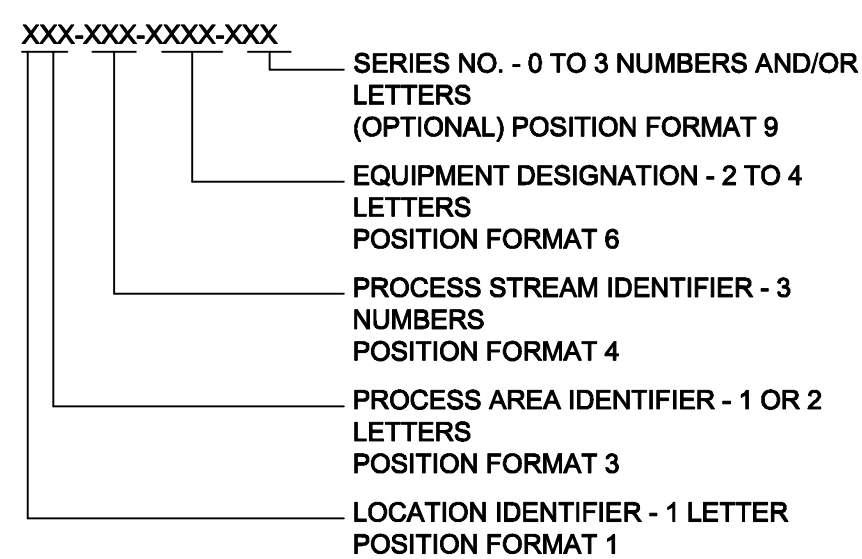 XXX-XXX-XXXX-XXX
SERIES NO. - 0 TO 3 NUMBERS AND/OR
LETTERS
(OPTIONAL) POSITION FORMAT 9
EQUIPMENT DESIGNATION - 2 TO 4
LETTERS
POSITION FORMAT 6
PROCESS STREAM IDENTIFIER - 3
NUMBERS
POSITION FORMAT 4
PROCESS AREA IDENTIFIER - 1 OR 2
LETTERS
POSITION FORMAT 3
LOCATION IDENTIFIER - 1 LETTER
POSITION FORMAT 1